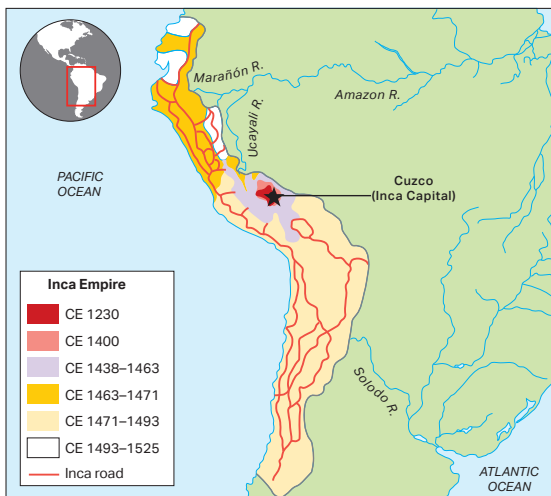 Marañón R.
Ucayali R.
Amazon R.
PACIFIC
OCEAN
Cuzco
(Inca Capital)
Inca Empire
CE 1230
CE 1400
CE 1438–1463
CE 1463–1471
CE 1471–1493
CE 1493–1525
Inca road
Solodo R.
ATLANTIC
OCEAN